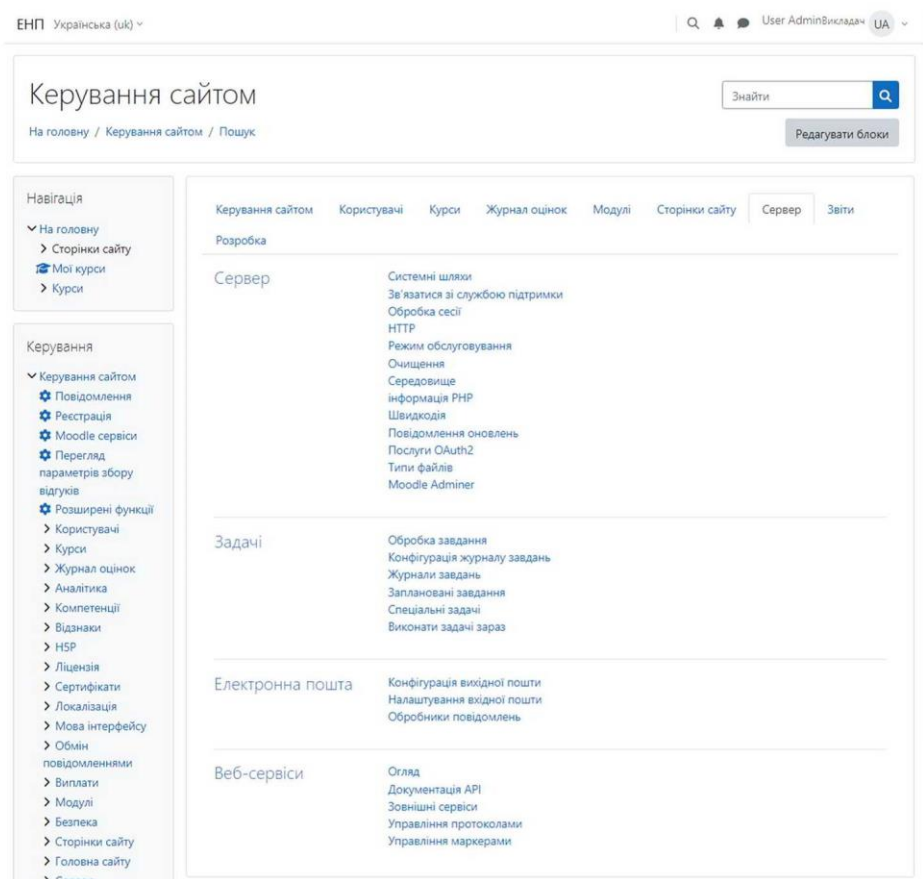 ЕНП Українська (uk)
User Admin Викладач UA
Керування сайтом
Знайти
На головну / Керування сайтом / Пошук
Редагувати блоки
Навігація
На головну
Сторінки сайту
Мої курси
Курси
Керування
Керування сайтом
Повідомлення
Реєстрація
Moodle сервіси
Перегляд
параметрів збору
відгуків
Розширені функції
Користувачі
Курси
Журнал оцінок
Аналітика
Компетенції
Відзнаки
H5P
Ліцензія
Сертифікати
Локалізація
Мова інтерфейсу
Обмін
повідомленнями
Виплати
Модулі
Безпека
Сторінки сайту
Головна сайту
Керування сайтом Користувачі Курси Журнал оцінок Модулі Сторінки сайту Сервер Звіти
Розробка
Сервер
Системні шляхи
Зв'язатися зі службою підтримки
Обробка сесії
HTTP
Режим обслуговування
Очищення
Середовище
інформація PHP
Швидкодія
Повідомлення оновлень
Послуги OAuth2
Типи файлів
Moodle Adminer
Задачі
Обробка завдання
Конфігурація журналу завдань
Журнали завдань
Заплановані завдання
Спеціальні задачі
Виконати задачі зараз
Електронна пошта
Конфігурація вихідної пошти
Налаштування вхідної пошти
Обробники повідомлень
Веб-сервіси
Огляд
Документація API
Зовнішні сервіси
Управління протоколами
Управління маркерами